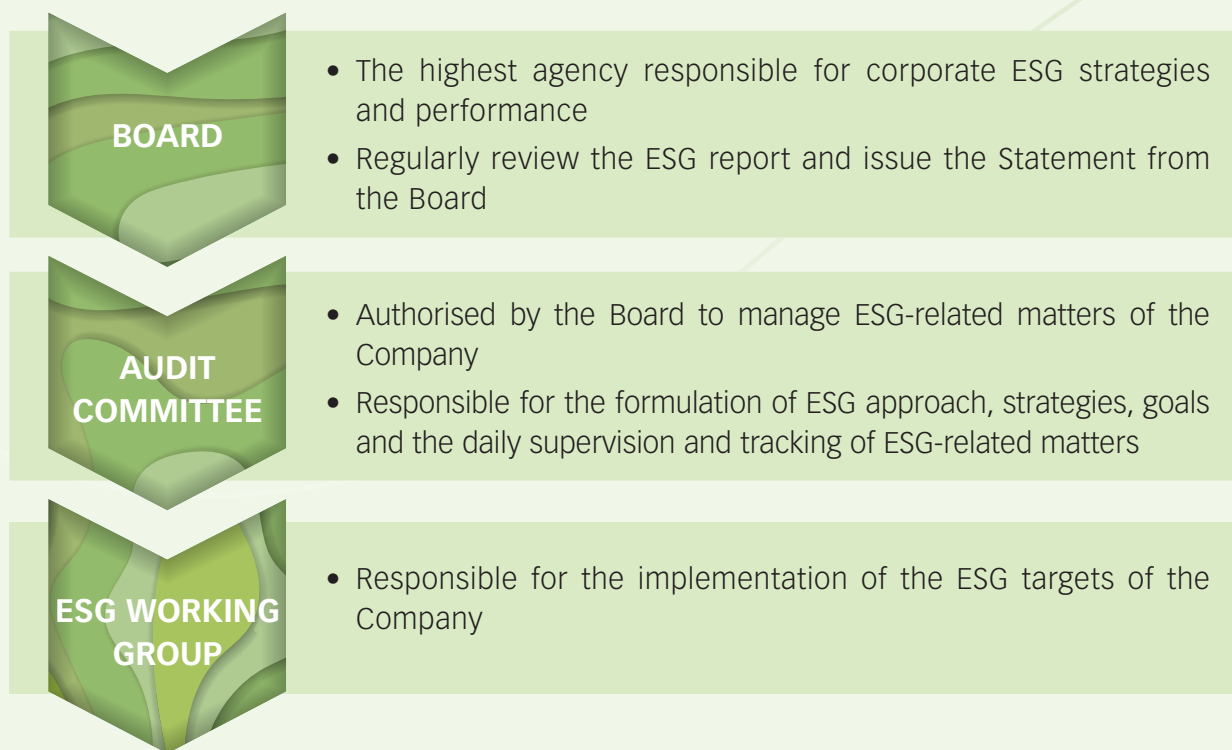 BOARD
• The highest agency responsible for corporate ESG strategies
and performance
• Regularly review the ESG report and issue the Statement from
the Board
AUDIT
COMMITTEE
• Authorised by the Board to manage ESG-related matters of the
Company
• Responsible for the formulation of ESG approach, strategies, goals
and the daily supervision and tracking of ESG-related matters
ESG WORKING
GROUP
• Responsible for the implementation of the ESG targets of the
Company